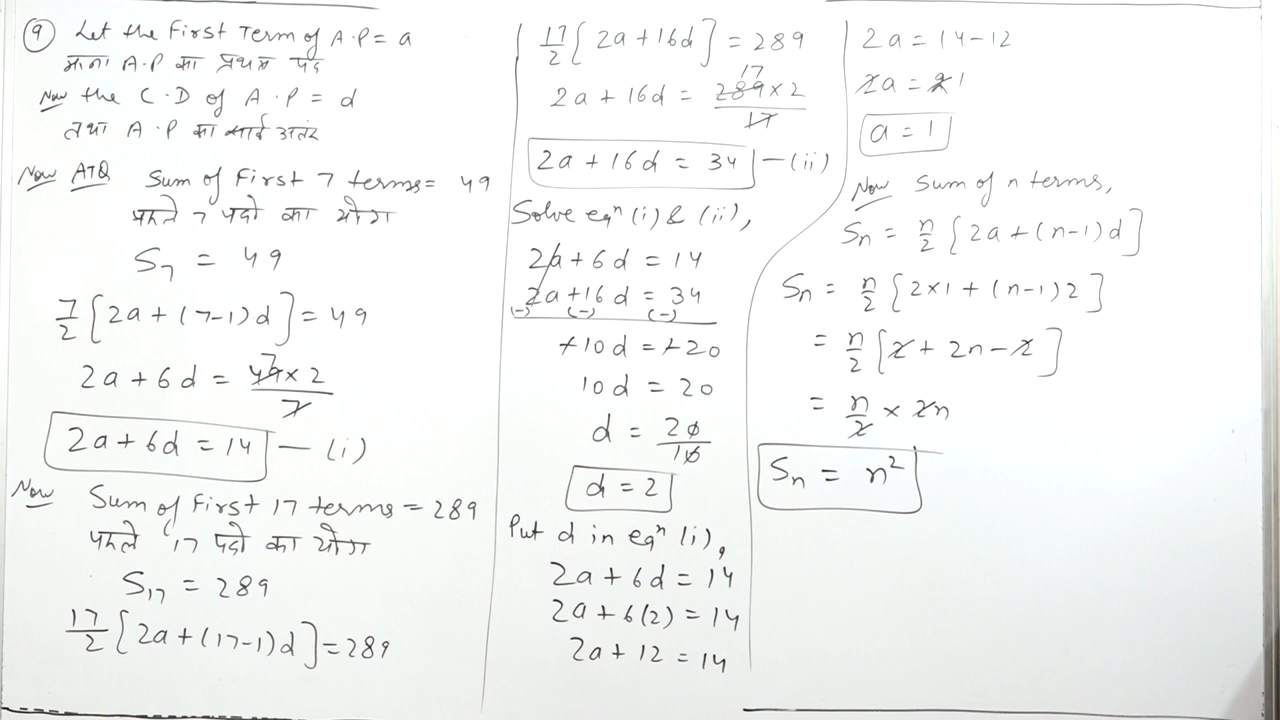 (9) Let the First Term of A.P = a
माना A.P का प्रथम पद
Now the C.D of A.P = d
तथा A.P का सार्व अतंर
Now ATQ Sum of First 7 terms = 49
पहले 7 पदो का योग
S₇ = 49
7/2 [2a + (7-1)d] = 49
2a + 6d = 49 × 2 / 7
2a + 6d = 14 — (i)
Now Sum of First 17 terms = 289
पहले 17 पदो का योग
S₁₇ = 289
17/2 [2a + (17-1)d] = 289
17/2 [2a + 16d] = 289
17
2a + 16d = 289 × 2 / 17
2a + 16d = 34 — (ii)
Solve eqⁿ (i) & (ii),
2a + 6d = 14
2a + 16d = 34
(-) (-) (-)
-10d = -20
10d = 20
d = 20/10
d = 2
Put d in eqⁿ (i),
2a + 6d = 14
2a + 6(2) = 14
2a + 12 = 14
2a = 14 - 12
2a = 2 1
a = 1
Now Sum of n terms,
Sn = n/2 [2a + (n-1)d]
Sn = n/2 [2×1 + (n-1)2]
= n/2 [2 + 2n - 2]
= n/2 × 2n
Sn = n²